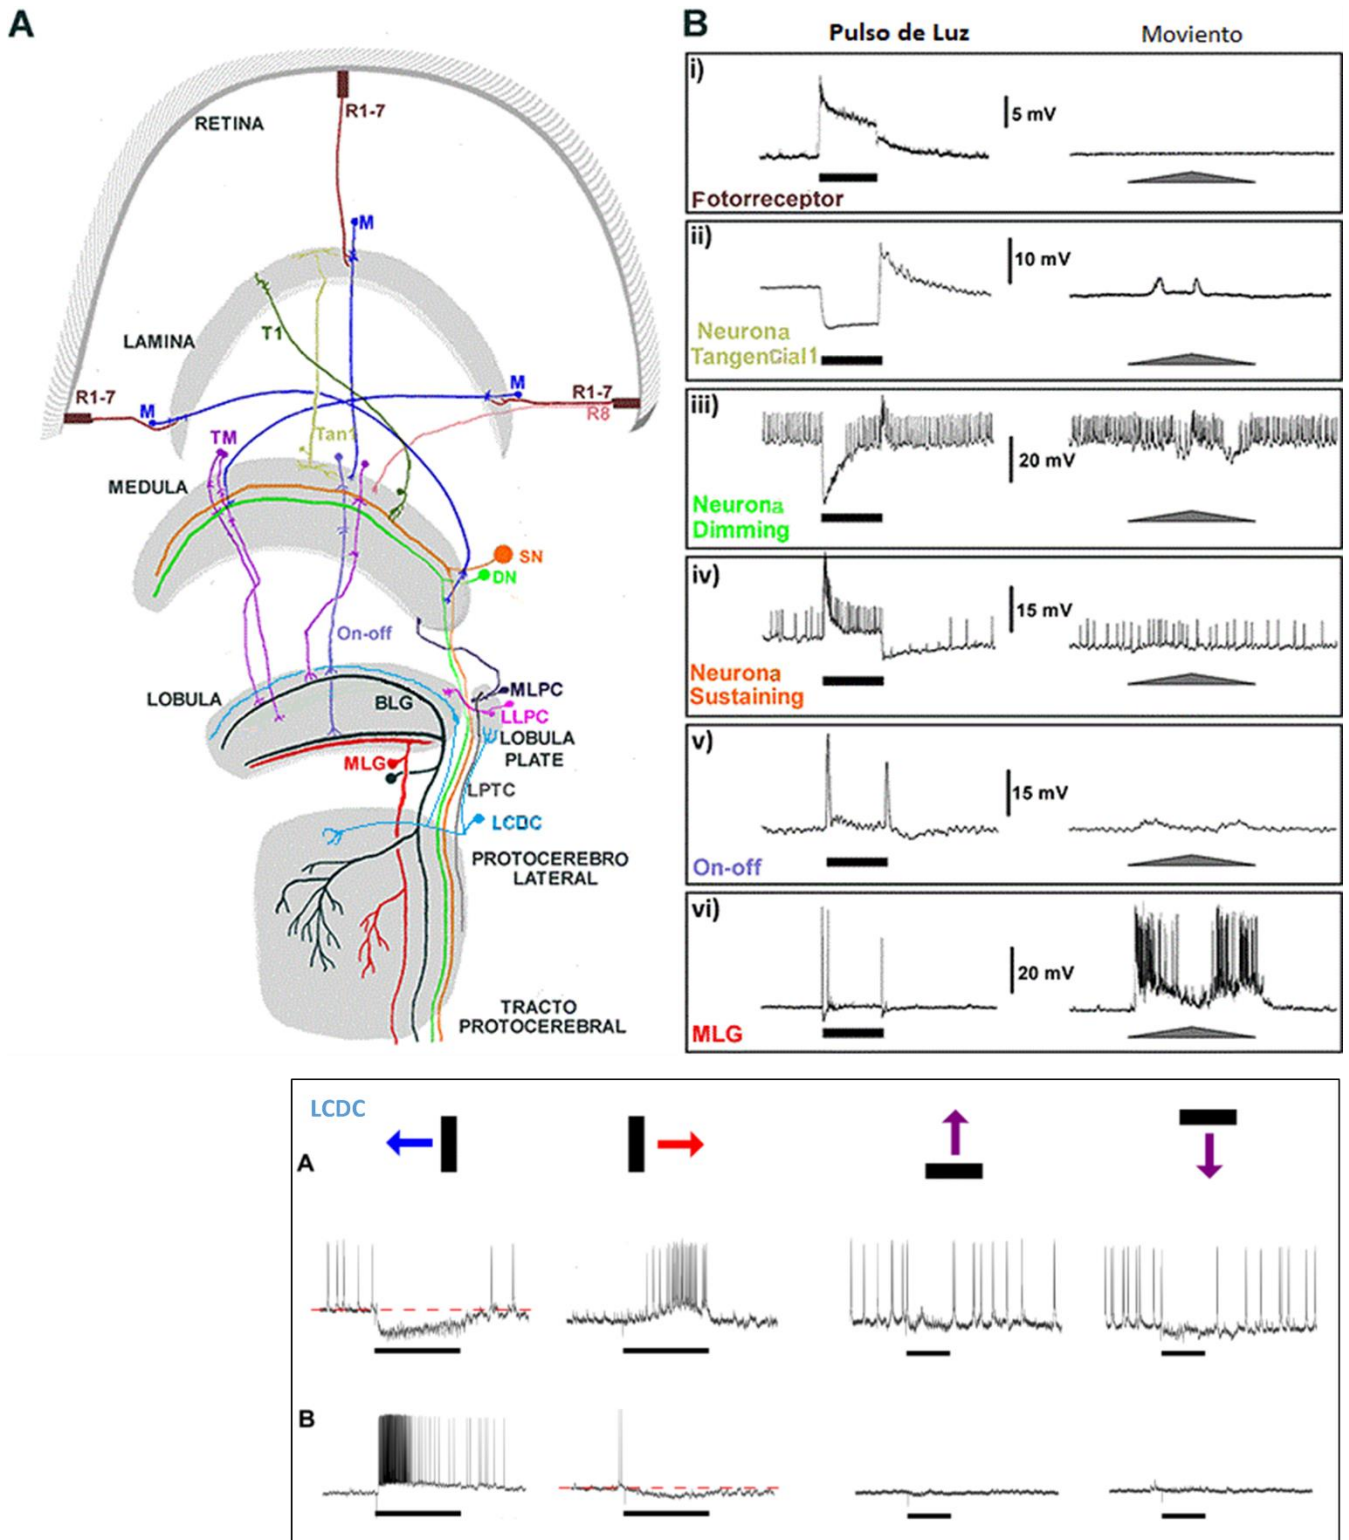 A
RETINA
R1-7
M
LAMINA
T1
R1-7
M
M
R1-7
R8
TM
Tan1
MEDULA
SN
DN
On-off
LOBULA
BLG
MLPC
LLPC
LOBULA
PLATE
MLG
LPTC
LCDC
PROTOCEREBRO
LATERAL
TRACTO
PROTOCEREBRAL
B
Pulso de Luz
Moviento
i)
5 mV
Fotorreceptor
ii)
10 mV
Neurona
Tangencial1
iii)
20 mV
Neurona
Dimming
iv)
15 mV
Neurona
Sustaining
v)
15 mV
On-off
vi)
20 mV
MLG
LCDC
A
B